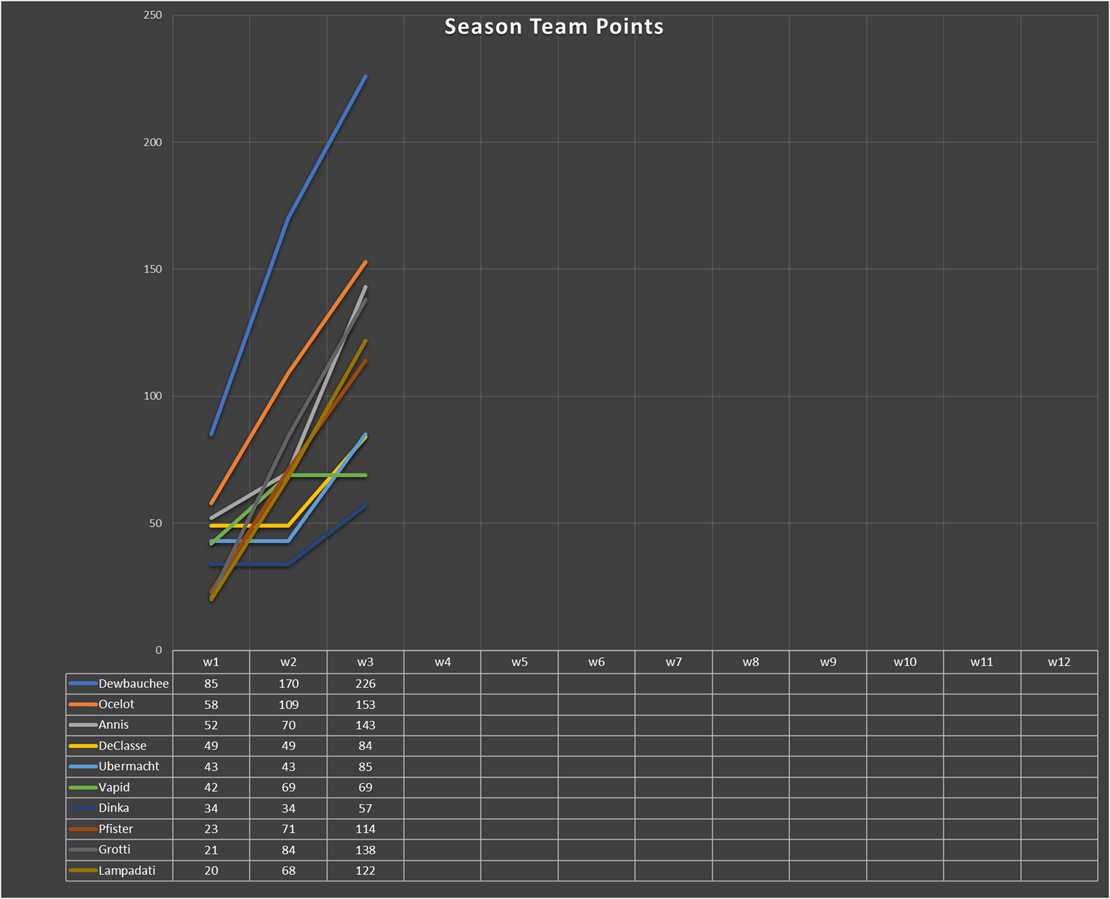 Season Team Points
250
200
150
100
50
0
w1 w2 w3 w4 w5 w6 w7 w8 w9 w10 w11 w12
Dewbauchee 85 170 226
Ocelot 58 109 153
Annis 52 70 143
DeClasse 49 49 84
Ubermacht 43 43 85
Vapid 42 69 69
Dinka 34 34 57
Pfister 23 71 114
Grotti 21 84 138
Lampadati 20 68 122